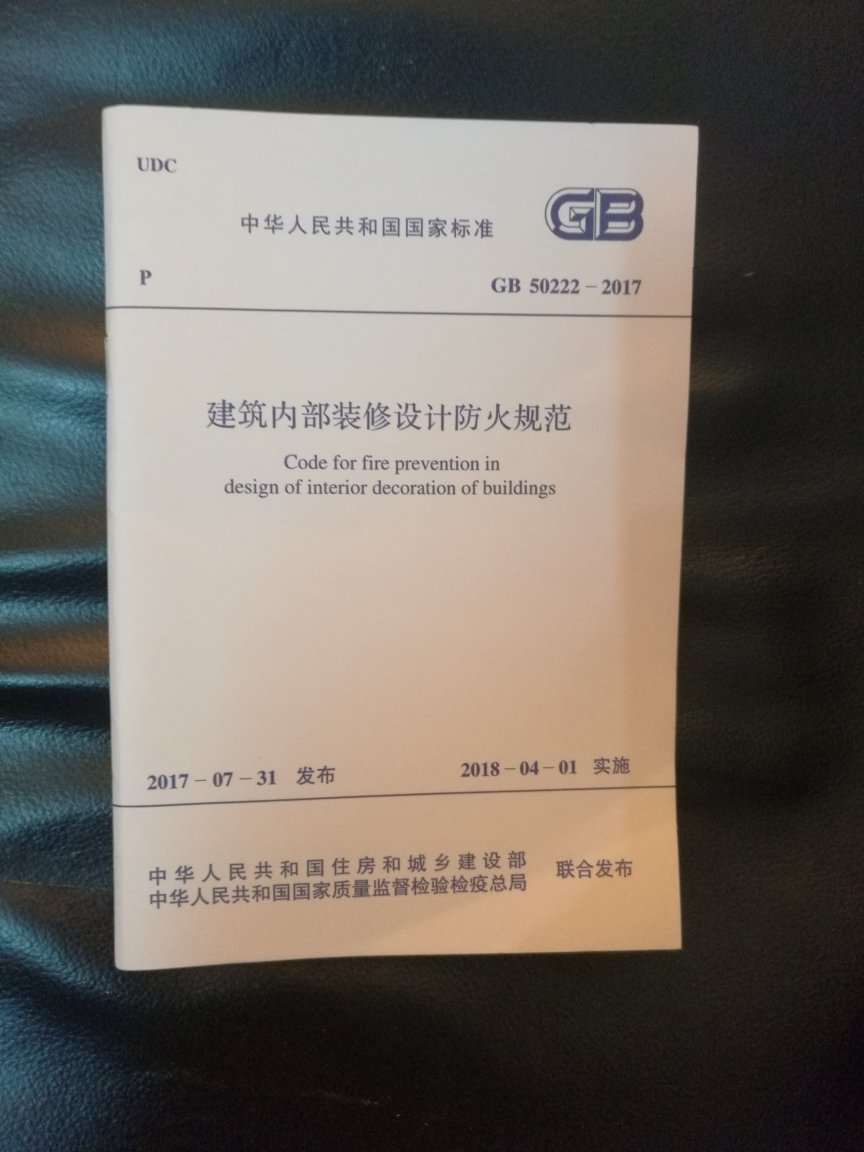 UDC
中华人民共和国国家标准
GB
P
GB 50222－2017
建筑内部装修设计防火规范
Code for fire prevention in
design of interior decoration of buildings
2017－07－31 发布
2018－04－01 实施
中华人民共和国住房和城乡建设部
中华人民共和国国家质量监督检验检疫总局
联合发布